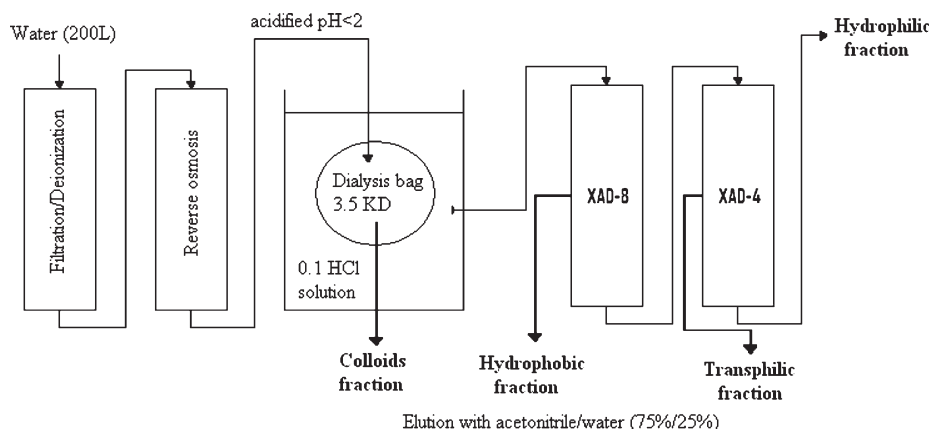 Water (200L)
Filtration/Deionization
Reverse osmosis
acidified pH<2
Dialysis bag
3.5 KD
0.1 HCl
solution
Colloids
fraction
XAD-8
Hydrophobic
fraction
XAD-4
Transphilic
fraction
Hydrophilic
fraction
Elution with acetonitrile/water (75%/25%)